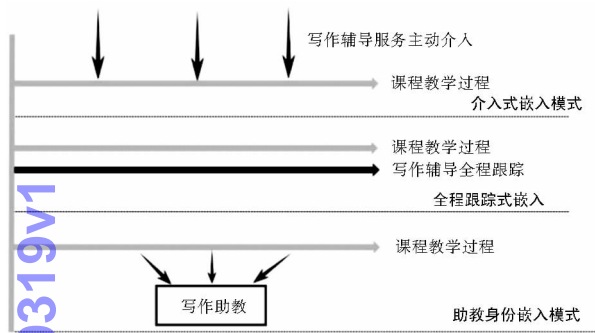 写作辅导服务主动介入
课程教学过程
介入式嵌入模式
课程教学过程
写作辅导全程跟踪
全程跟踪式嵌入
课程教学过程
写作助教
助教身份嵌入模式
0319v1